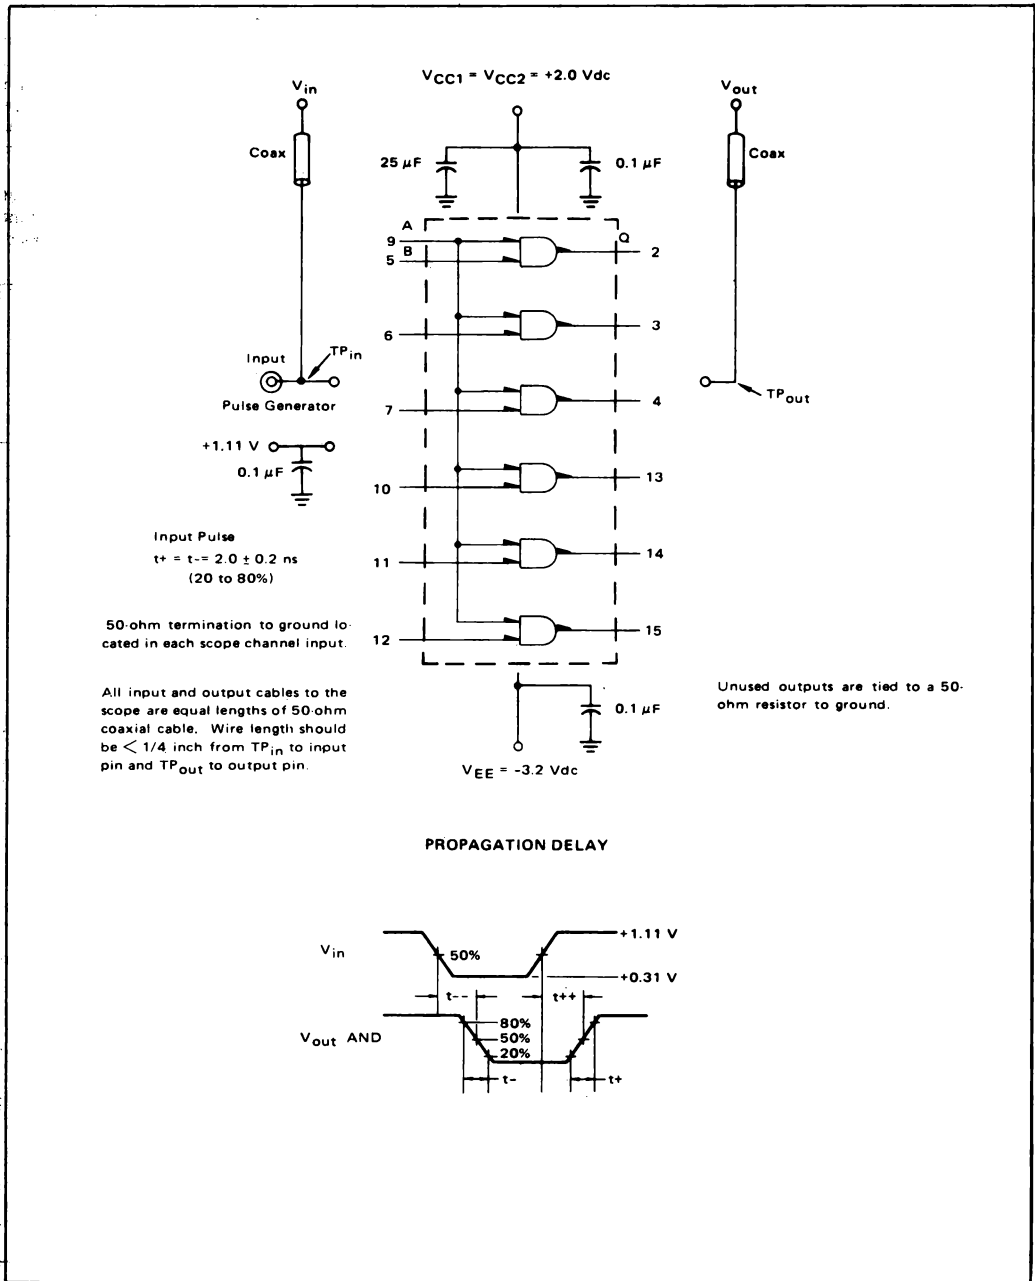 VCC1 = VCC2 = +2.0 Vdc
Vin
Vout
Coax
25 µF
0.1 µF
Coax
A
9
B
5
Q
2
6
3
Input
TPin
Pulse Generator
7
4
TPout
+1.11 V
0.1 µF
10
13
Input Pulse
t+ = t- = 2.0 ± 0.2 ns
(20 to 80%)
11
14
50-ohm termination to ground lo-
cated in each scope channel input.
12
15
All input and output cables to the
scope are equal lengths of 50-ohm
coaxial cable. Wire length should
be < 1/4 inch from TPin to input
pin and TPout to output pin.
0.1 µF
VEE = -3.2 Vdc
Unused outputs are tied to a 50-
ohm resistor to ground.
PROPAGATION DELAY
Vin
50%
+1.11 V
+0.31 V
t--
t++
Vout AND
80%
50%
20%
t-
t+